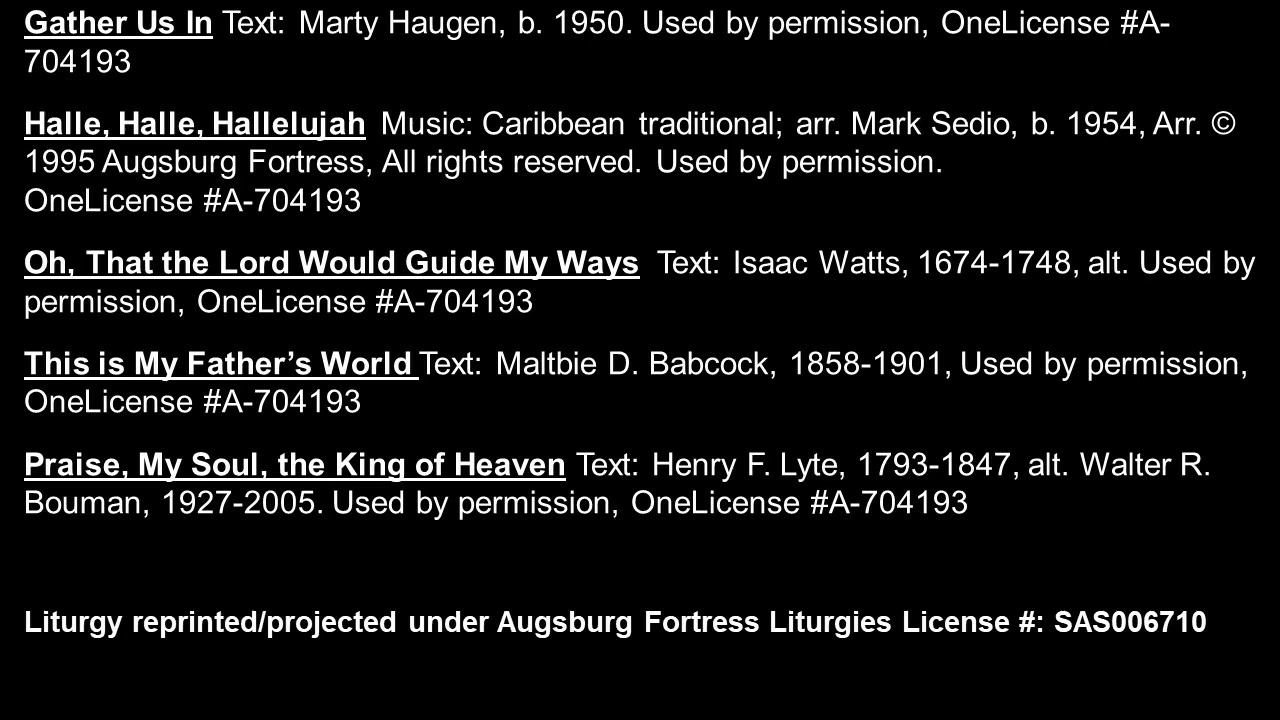 Gather Us In Text: Marty Haugen, b. 1950. Used by permission, OneLicense #A-
704193
Halle, Halle, Hallelujah Music: Caribbean traditional; arr. Mark Sedio, b. 1954, Arr. ©
1995 Augsburg Fortress, All rights reserved. Used by permission.
OneLicense #A-704193
Oh, That the Lord Would Guide My Ways Text: Isaac Watts, 1674-1748, alt. Used by
permission, OneLicense #A-704193
This is My Father’s World Text: Maltbie D. Babcock, 1858-1901, Used by permission,
OneLicense #A-704193
Praise, My Soul, the King of Heaven Text: Henry F. Lyte, 1793-1847, alt. Walter R.
Bouman, 1927-2005. Used by permission, OneLicense #A-704193
Liturgy reprinted/projected under Augsburg Fortress Liturgies License #: SAS006710